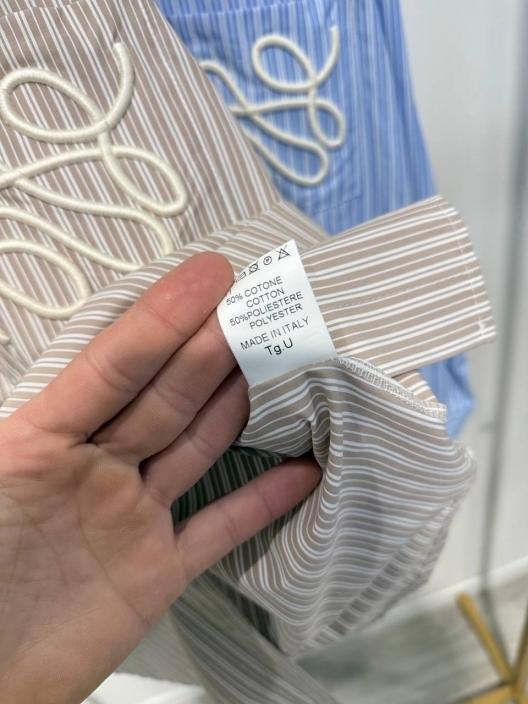 50% COTONE
COTTON
50%POLIESTERE
POLYESTER
MADE IN ITALY
Tg.U